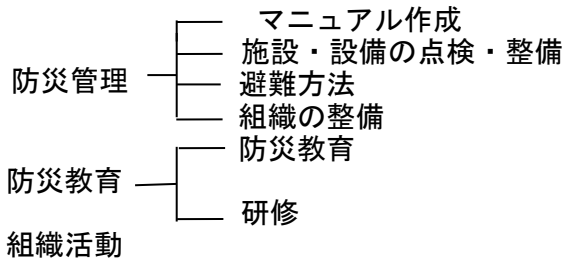 マニュアル作成
施設・設備の点検・整備
防災管理
避難方法
組織の整備
防災教育
防災教育
研修
組織活動